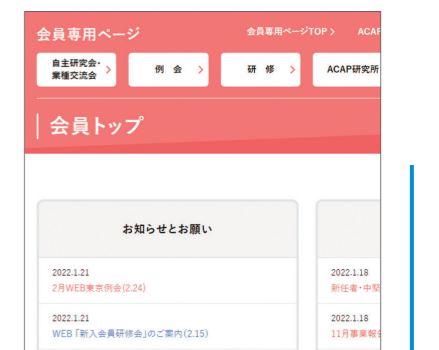 会員専用ページ
会員専用ページTOP > ACAP
自主研究会・
業種交流会 >
例 会 >
研 修 >
ACAP研究所
会員トップ
お知らせとお願い
2022.1.21
2月WEB東京例会(2.24)
2022.1.21
WEB「新入会員研修会」のご案内(2.15)
2022.1.18
新任者・中堅
2022.1.18
11月事業報告